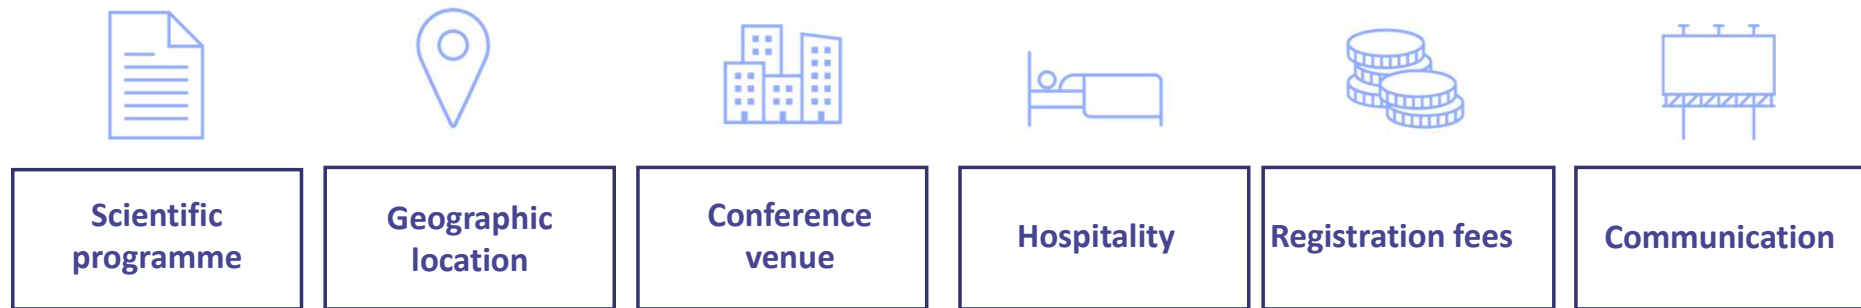 Scientific
programme
Geographic
location
Conference
venue
Hospitality
Registration fees
Communication